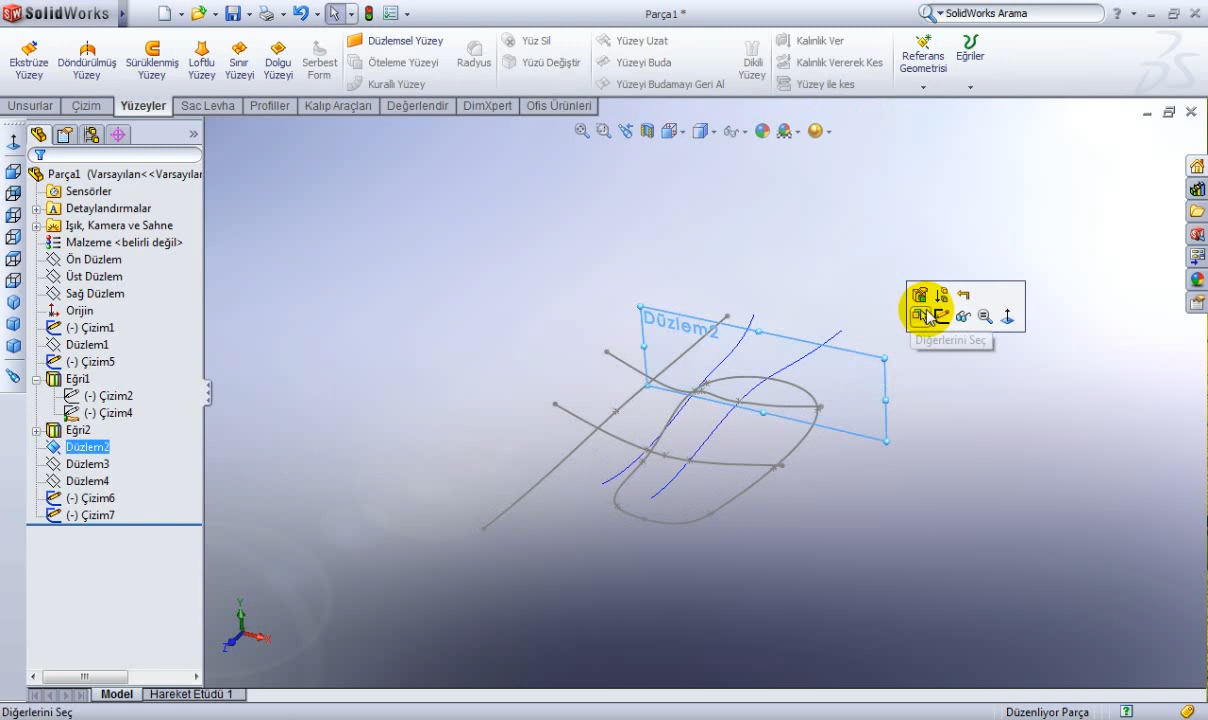 SolidWorks
Parça1 *
SolidWorks Arama
Ekstrüze Yüzey
Döndürülmüş Yüzey
Sürüklenmiş Yüzey
Loftlu Yüzey
Sınır Yüzeyi
Dolgu Yüzeyi
Serbest Form
Düzlemsel Yüzey
Öteleme Yüzeyi
Kurallı Yüzey
Radyus
Yüz Sil
Yüzü Değiştir
Yüzey Uzat
Yüzeyi Buda
Yüzeyi Budamayı Geri Al
Dikili Yüzey
Kalınlık Ver
Kalınlık Vererek Kes
Yüzey ile kes
Referans Geometrisi
Eğriler
Unsurlar
Çizim
Yüzeyler
Sac Levha
Profiller
Kalıp Araçları
Değerlendir
DimXpert
Ofis Ürünleri
Parça1 (Varsayılan<<Varsayılan
Sensörler
Detaylandırmalar
Işık, Kamera ve Sahne
Malzeme <belirli değil>
Ön Düzlem
Üst Düzlem
Sağ Düzlem
Orijin
(-) Çizim1
Düzlem1
(-) Çizim5
Eğri1
(-) Çizim2
(-) Çizim4
Eğri2
Düzlem2
Düzlem3
Düzlem4
(-) Çizim6
(-) Çizim7
Düzlem2
Diğerlerini Seç
Y
X
Z
Model
Hareket Etüdü 1
Diğerlerini Seç
Düzenliyor Parça